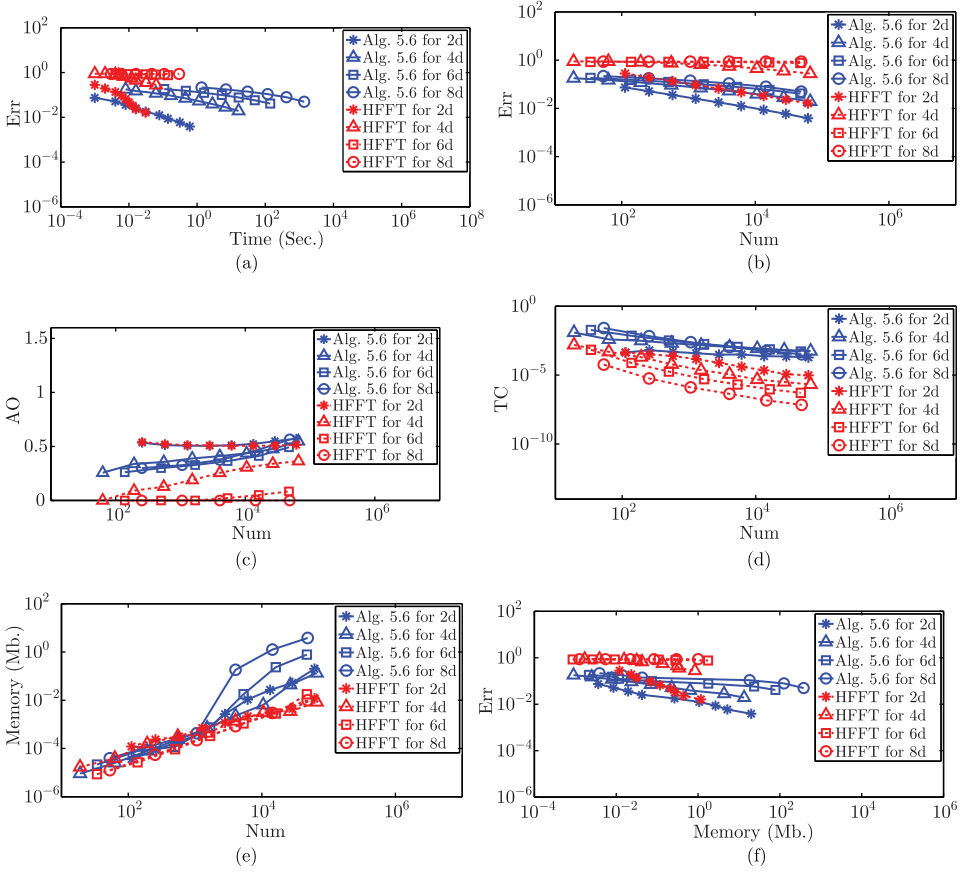 10^0
10^-2
10^-4
10^-6
Err
10^-4
10^-2
10^0
10^2
10^4
10^6
10^8
Time (Sec.)
Alg. 5.6 for 2d
Alg. 5.6 for 4d
Alg. 5.6 for 6d
Alg. 5.6 for 8d
HFFT for 2d
HFFT for 4d
HFFT for 6d
HFFT for 8d
(a)
10^2
10^0
10^-2
10^-4
10^-6
Err
10^2
10^4
10^6
Num
Alg. 5.6 for 2d
Alg. 5.6 for 4d
Alg. 5.6 for 6d
Alg. 5.6 for 8d
HFFT for 2d
HFFT for 4d
HFFT for 6d
HFFT for 8d
(b)
1.5
1
0.5
0
AO
10^2
10^4
10^6
Num
Alg. 5.6 for 2d
Alg. 5.6 for 4d
Alg. 5.6 for 6d
Alg. 5.6 for 8d
HFFT for 2d
HFFT for 4d
HFFT for 6d
HFFT for 8d
(c)
10^0
10^-5
10^-10
TC
10^2
10^4
10^6
Num
Alg. 5.6 for 2d
Alg. 5.6 for 4d
Alg. 5.6 for 6d
Alg. 5.6 for 8d
HFFT for 2d
HFFT for 4d
HFFT for 6d
HFFT for 8d
(d)
10^2
10^0
10^-2
10^-4
10^-6
Memory (Mb.)
10^2
10^4
10^6
Num
Alg. 5.6 for 2d
Alg. 5.6 for 4d
Alg. 5.6 for 6d
Alg. 5.6 for 8d
HFFT for 2d
HFFT for 4d
HFFT for 6d
HFFT for 8d
(e)
10^2
10^0
10^-2
10^-4
10^-6
Err
10^-4
10^-2
10^0
10^2
10^4
10^6
Memory (Mb.)
Alg. 5.6 for 2d
Alg. 5.6 for 4d
Alg. 5.6 for 6d
Alg. 5.6 for 8d
HFFT for 2d
HFFT for 4d
HFFT for 6d
HFFT for 8d
(f)